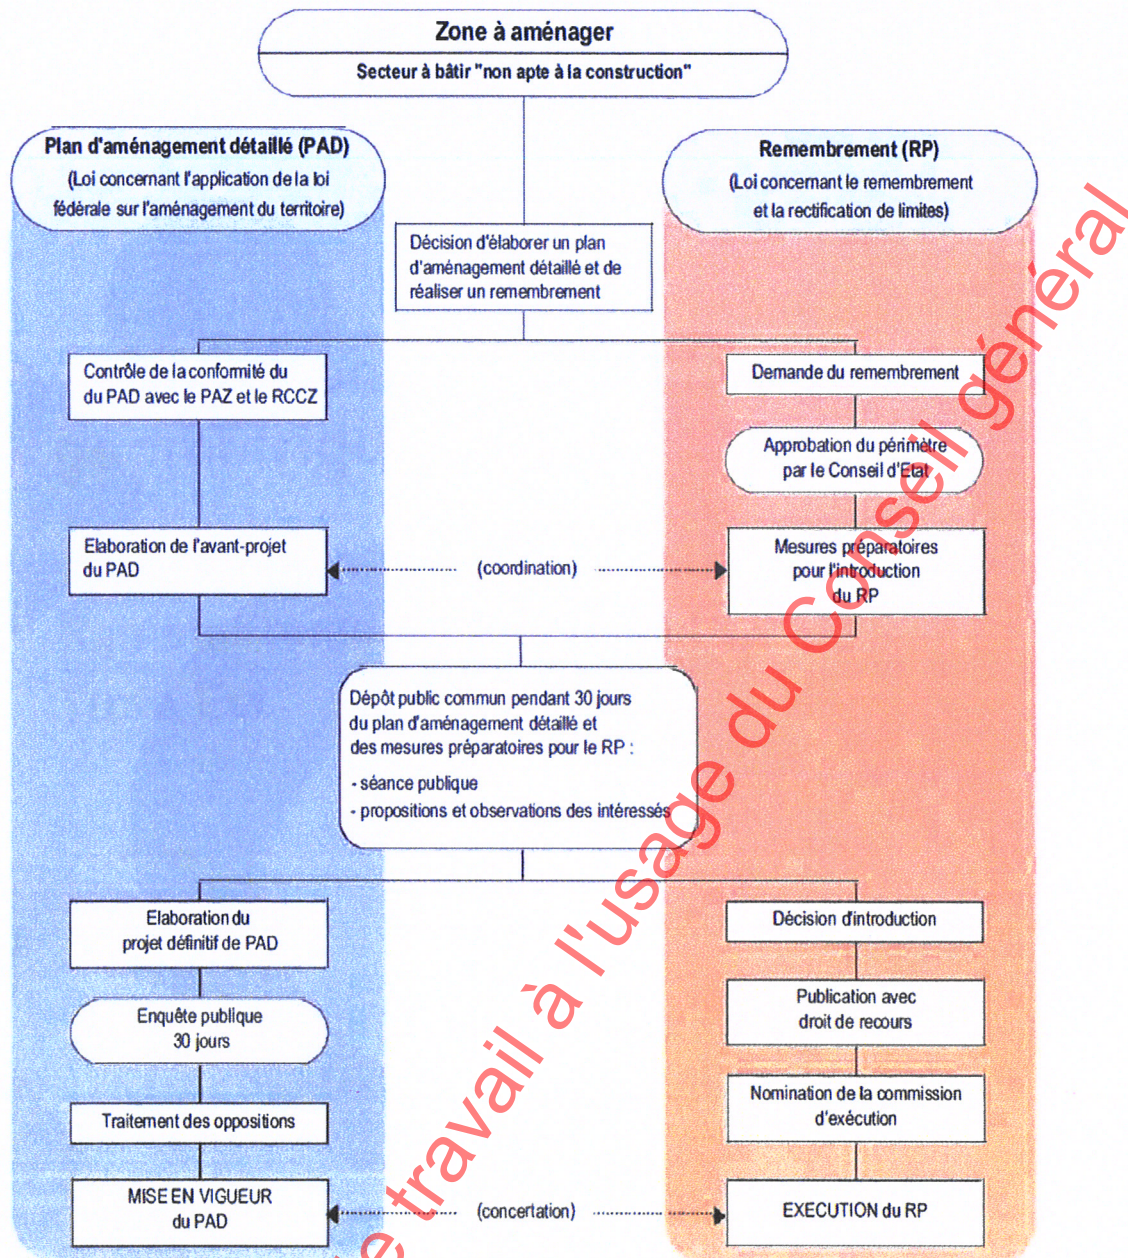 Zone à aménager
Secteur à bâtir "non apte à la construction"
Plan d'aménagement détaillé (PAD)
(Loi concernant l'application de la loi
fédérale sur l'aménagement du territoire)
Remembrement (RP)
(Loi concernant le remembrement
et la rectification de limites)
Décision d'élaborer un plan
d'aménagement détaillé et de
réaliser un remembrement
Contrôle de la conformité du
du PAD avec le PAZ et le RCCZ
Demande du remembrement
Approbation du périmètre
par le Conseil d'Etat
Elaboration de l'avant-projet
du PAD
(coordination)
Mesures préparatoires
pour l'introduction
du RP
Dépôt public commun pendant 30 jours
du plan d'aménagement détaillé et
des mesures préparatoires pour le RP :
- séance publique
- propositions et observations des intéressés
Elaboration du
projet définitif de PAD
Décision d'introduction
Enquête publique
30 jours
Publication avec
droit de recours
Traitement des oppositions
Nomination de la commission
d'exécution
MISE EN VIGUEUR
du PAD
(concertation)
EXECUTION du RP
e travail à l'usage du Conseil général